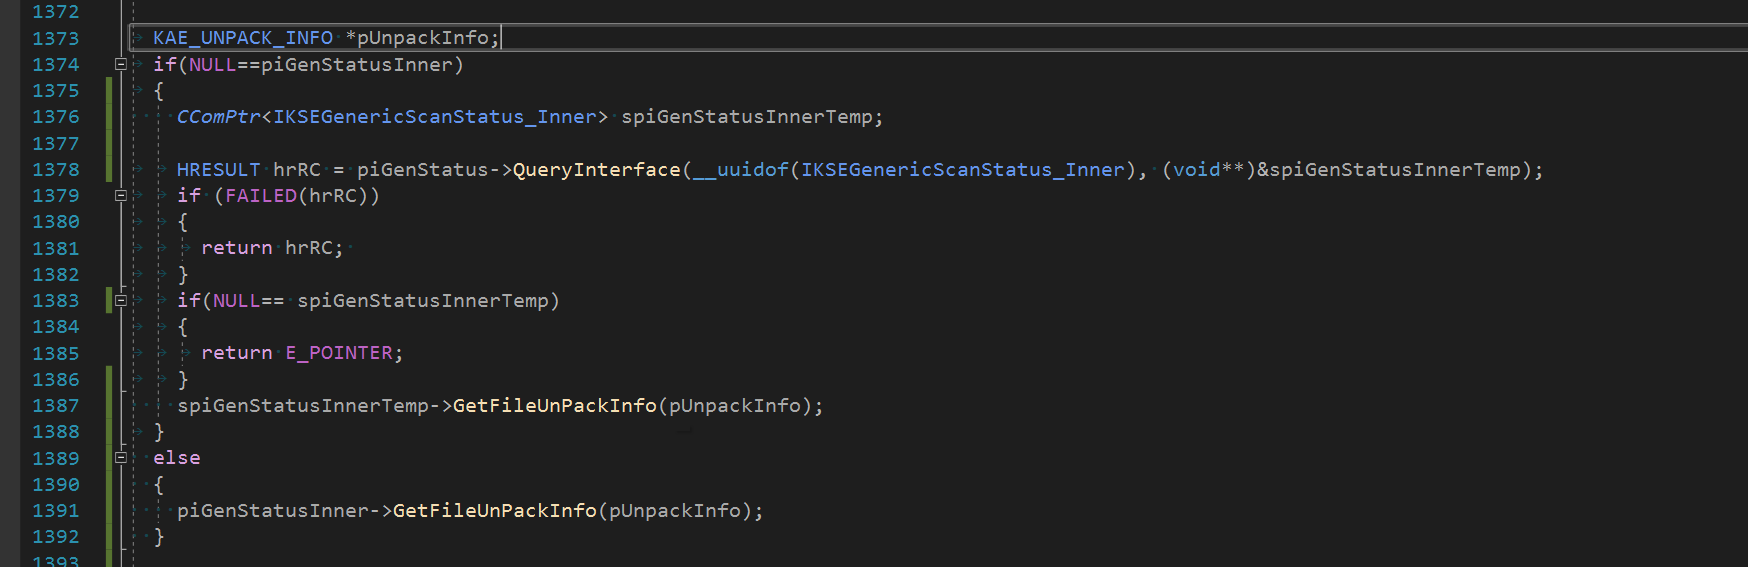 1372
1373 KAE_UNPACK_INFO *pUnpackInfo;
1374 if(NULL==piGenStatusInner)
1375 {
1376 CComPtr<IKSEGenericScanStatus_Inner> spiGenStatusInnerTemp;
1377
1378 HRESULT hrRC = piGenStatus->QueryInterface(__uuidof(IKSEGenericScanStatus_Inner), (void**)&spiGenStatusInnerTemp);
1379 if (FAILED(hrRC))
1380 {
1381 return hrRC;
1382 }
1383 if(NULL== spiGenStatusInnerTemp)
1384 {
1385 return E_POINTER;
1386 }
1387 spiGenStatusInnerTemp->GetFileUnPackInfo(pUnpackInfo);
1388 }
1389 else
1390 {
1391 piGenStatusInner->GetFileUnPackInfo(pUnpackInfo);
1392 }
1393